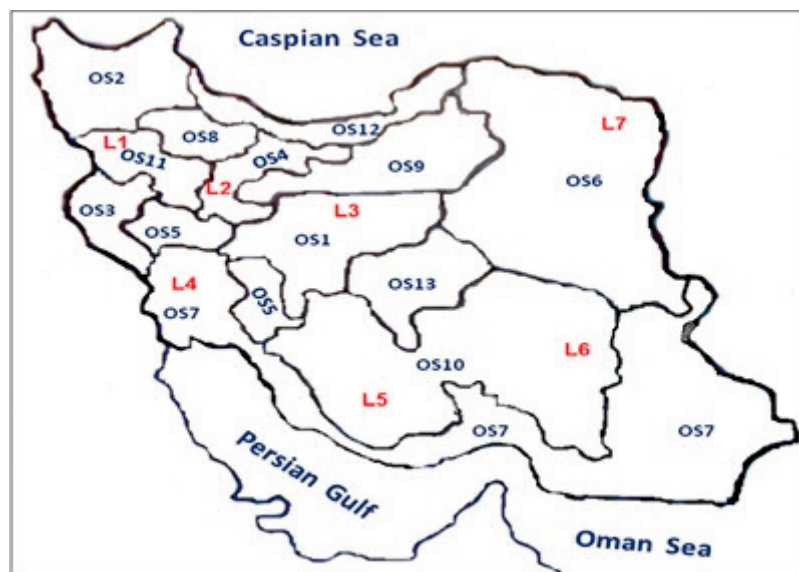 Caspian Sea
OS2
L7
OS12
OS8
L1
OS11
OS4
OS9
L2
OS6
OS3
L3
OS5
OS1
L4
OS13
OS5
OS7
L6
OS10
L5
OS7
OS7
Persian Gulf
Oman Sea